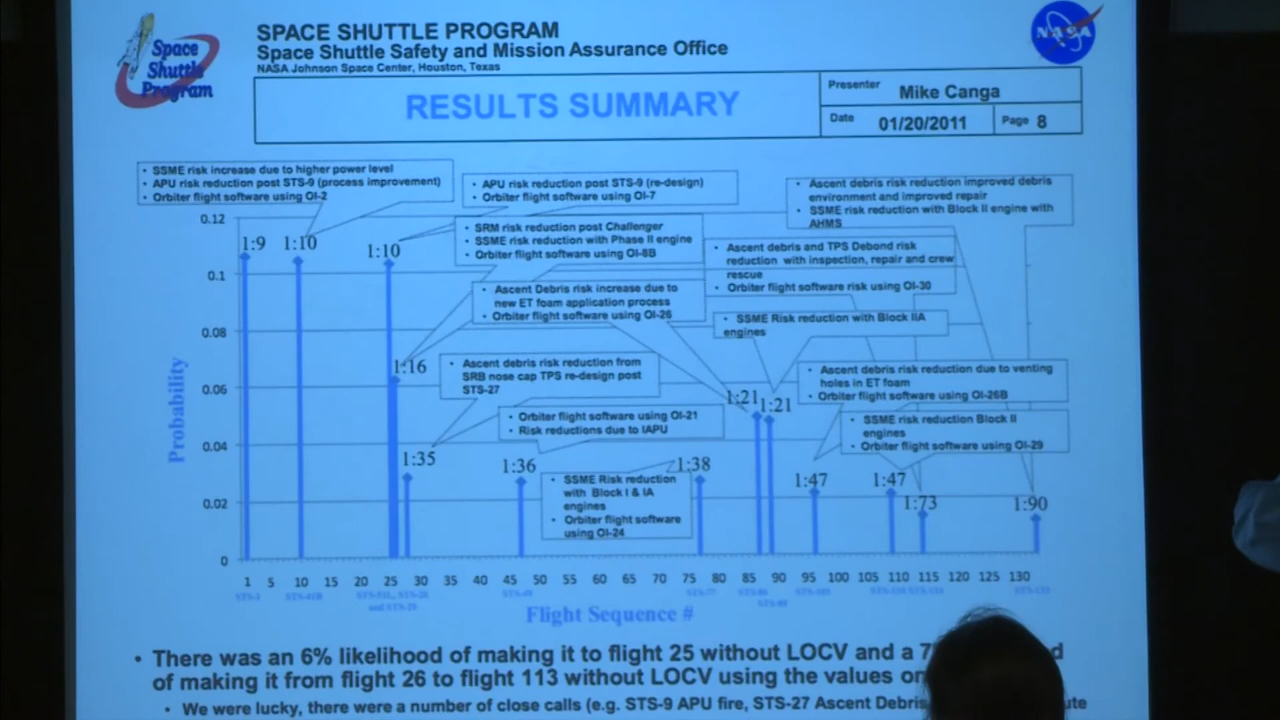 Space
Shuttle
Program
SPACE SHUTTLE PROGRAM
Space Shuttle Safety and Mission Assurance Office
NASA Johnson Space Center, Houston, Texas
NASA
RESULTS SUMMARY
Presenter Mike Canga
Date 01/20/2011 Page 8
• SSME risk increase due to higher power level
• APU risk reduction post STS-9 (process improvement)
• Orbiter flight software using OI-2
• APU risk reduction post STS-9 (re-design)
• Orbiter flight software using OI-7
• Ascent debris risk reduction improved debris
environment and improved repair
• SSME risk reduction with Block II engine with
AHMS
• SRM risk reduction post Challenger
• SSME risk reduction with Phase II engine
• Orbiter flight software using OI-8B
• Ascent debris and TPS Debond risk
reduction with inspection, repair and crew
rescue
• Orbiter flight software risk using OI-30
• Ascent Debris risk increase due to
new ET foam application process
• Orbiter flight software using OI-26
• SSME Risk reduction with Block IIA
engines
• Ascent debris risk reduction from
SRB nose cap TPS re-design post
STS-27
• Ascent debris risk reduction due to venting
holes in ET foam
• Orbiter flight software using OI-26B
• Orbiter flight software using OI-21
• Risk reductions due to IAPU
• SSME risk reduction Block II
engines
• Orbiter flight software using OI-29
• SSME Risk reduction
with Block I & IA
engines
• Orbiter flight software
using OI-24
Probability
0.12
0.1
0.08
0.06
0.04
0.02
0
1:9 1:10 1:10
1:16
1:35
1:36
1:38
1:21 1:21
1:47 1:47
1:73 1:90
1 5 10 15 20 25 30 35 40 45 50 55 60 65 70 75 80 85 90 95 100 105 110 115 120 125 130
Flight Sequence #
• There was an 6% likelihood of making it to flight 25 without LOCV and a
of making it from flight 26 to flight 113 without LOCV using the values
• We were lucky, there were a number of close calls (e.g. STS-9 APU fire, STS-27 Ascent